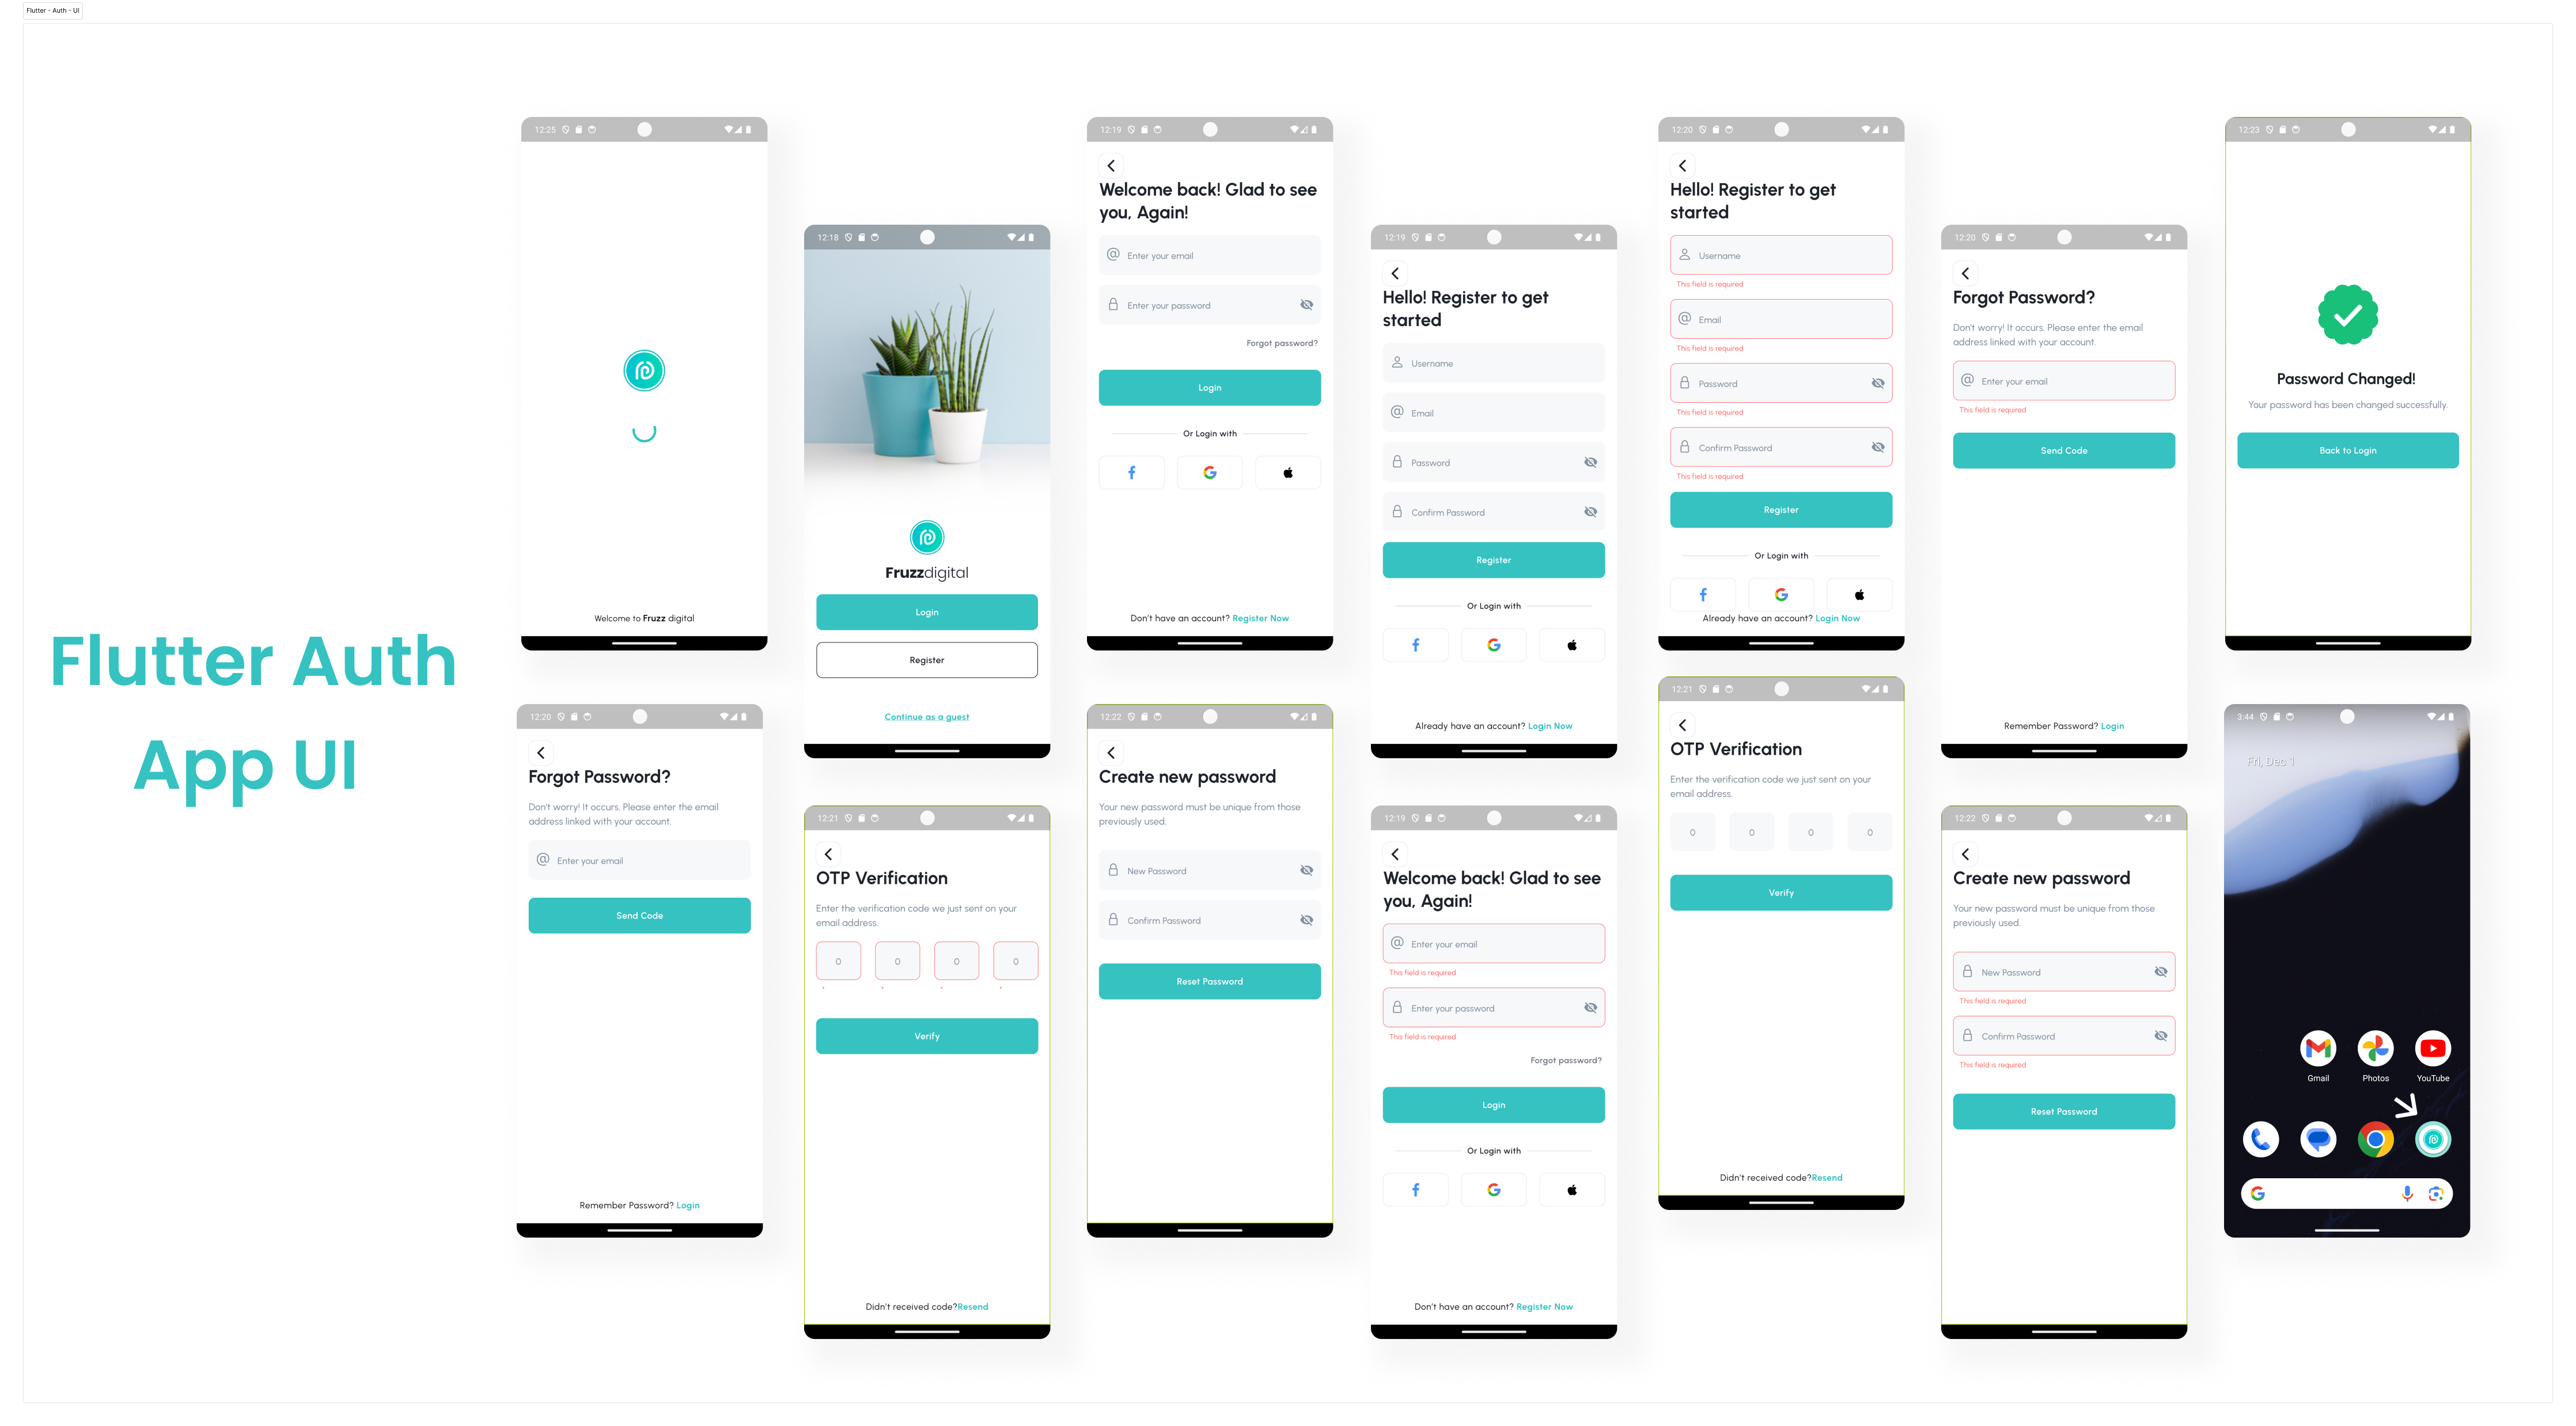 Flutter - Auth - UI
Flutter Auth
App UI
12:25
Welcome to Fruzz digital
12:18
Fruzzdigital
Login
Register
Continue as a guest
12:19
Welcome back! Glad to see
you, Again!
Enter your email
Enter your password
Forgot password?
Login
Or Login with
Don't have an account? Register Now
12:19
Hello! Register to get
started
Username
Email
Password
Confirm Password
Register
Or Login with
Already have an account? Login Now
12:20
Hello! Register to get
started
Username
This field is required
Email
This field is required
Password
This field is required
Confirm Password
This field is required
Register
Or Login with
Already have an account? Login Now
12:20
Forgot Password?
Don't worry! It occurs. Please enter the email
address linked with your account.
Enter your email
This field is required
Send Code
Remember Password? Login
12:23
Password Changed!
Your password has been changed successfully.
Back to Login
12:20
Forgot Password?
Don't worry! It occurs. Please enter the email
address linked with your account.
Enter your email
Send Code
Remember Password? Login
12:21
OTP Verification
Enter the verification code we just sent on your
email address.
0 0 0 0
Verify
Didn't received code?Resend
12:22
Create new password
Your new password must be unique from those
previously used.
New Password
Confirm Password
Reset Password
12:19
Welcome back! Glad to see
you, Again!
Enter your email
This field is required
Enter your password
This field is required
Forgot password?
Login
Or Login with
Don't have an account? Register Now
12:21
OTP Verification
Enter the verification code we just sent on your
email address.
0 0 0 0
Verify
Didn't received code?Resend
12:22
Create new password
Your new password must be unique from those
previously used.
New Password
This field is required
Confirm Password
This field is required
Reset Password
3:44
Fri, Dec 1
Gmail Photos YouTube